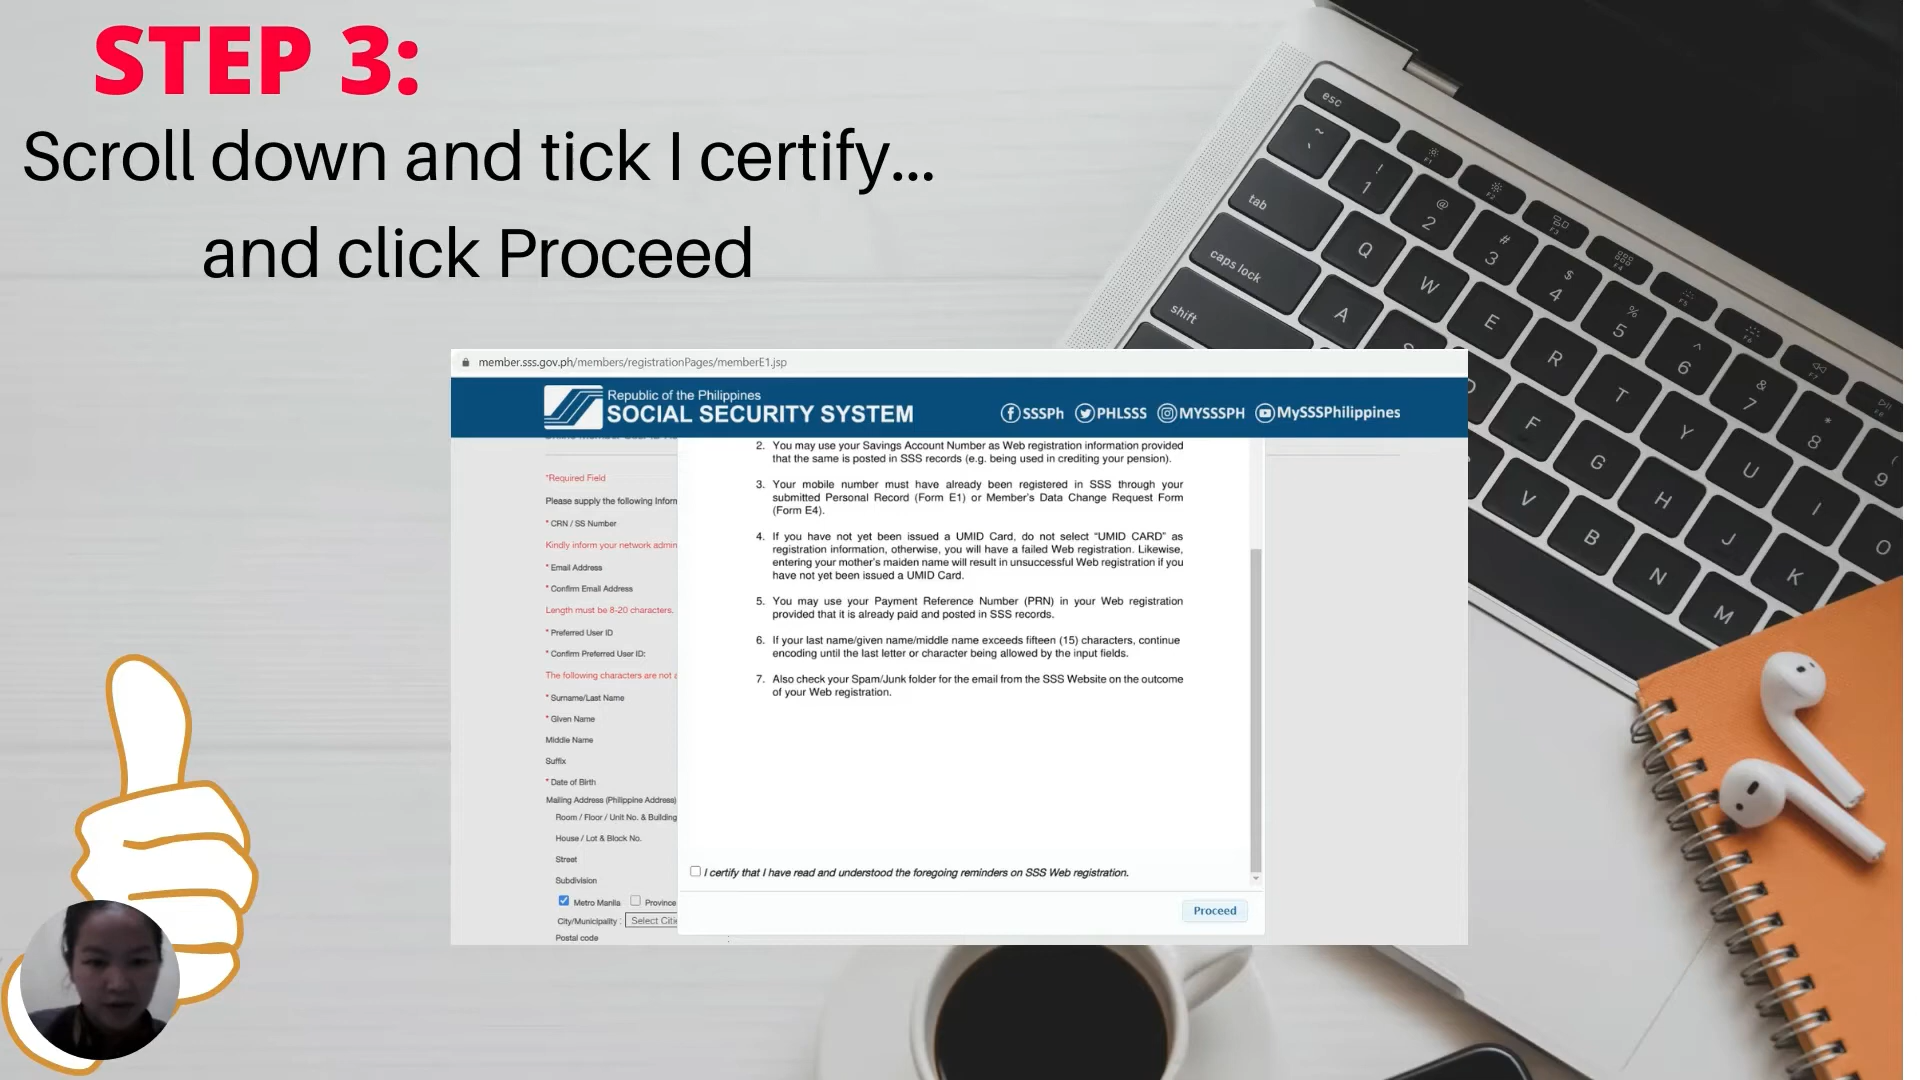 STEP 3:
Scroll down and tick I certify...
and click Proceed
member.sss.gov.ph/members/registrationPages/memberE1.jsp
Republic of the Philippines
SOCIAL SECURITY SYSTEM
SSSPh PHLSSS MYSSSPH MySSSPhilippines
*Required Field
Please supply the following Inform
* CRN / SS Number
Kindly inform your network admin
* Email Address
* Confirm Email Address
Length must be 8-20 characters.
* Preferred User ID
* Confirm Preferred User ID:
The following characters are not a
* Surname/Last Name
* Given Name
Middle Name
Suffix
* Date of Birth
Mailing Address (Philippine Address)
Room / Floor / Unit No. & Building
House / Lot & Block No.
Street
Subdivision
Metro Manila Province
City/Municipality : Select Citi
Postal code :
2. You may use your Savings Account Number as Web registration information provided
that the same is posted in SSS records (e.g. being used in crediting your pension).
3. Your mobile number must have already been registered in SSS through your
submitted Personal Record (Form E1) or Member's Data Change Request Form
(Form E4).
4. If you have not yet been issued a UMID Card, do not select "UMID CARD" as
registration information, otherwise, you will have a failed Web registration. Likewise,
entering your mother's maiden name will result in unsuccessful Web registration if you
have not yet been issued a UMID Card.
5. You may use your Payment Reference Number (PRN) in your Web registration
provided that it is already paid and posted in SSS records.
6. If your last name/given name/middle name exceeds fifteen (15) characters, continue
encoding until the last letter or character being allowed by the input fields.
7. Also check your Spam/Junk folder for the email from the SSS Website on the outcome
of your Web registration.
I certify that I have read and understood the foregoing reminders on SSS Web registration.
Proceed
esc
~ ! 1 @ 2 # 3 $ 4 % 5 ^ 6 & 7 * 8 ( 9
tab Q W E R T Y U I O
caps lock A D F G H J K
shift V B N M